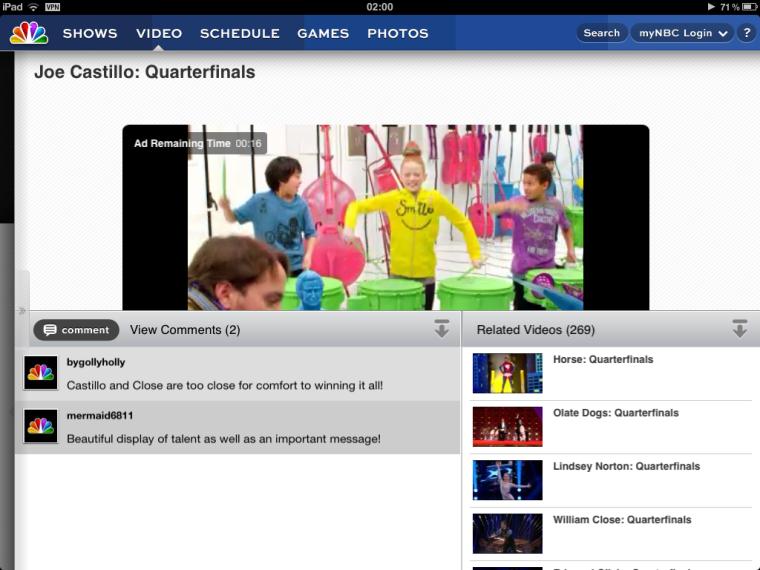 iPad VPN 02:00 71%
SHOWS VIDEO SCHEDULE GAMES PHOTOS Search myNBC Login ?
Joe Castillo: Quarterfinals
Ad Remaining Time 00:16
Smile
comment View Comments (2) Related Videos (269)
bygollyholly
Castillo and Close are too close for comfort to winning it all!
mermaid6811
Beautiful display of talent as well as an important message!
Horse: Quarterfinals
Olate Dogs: Quarterfinals
Lindsey Norton: Quarterfinals
William Close: Quarterfinals